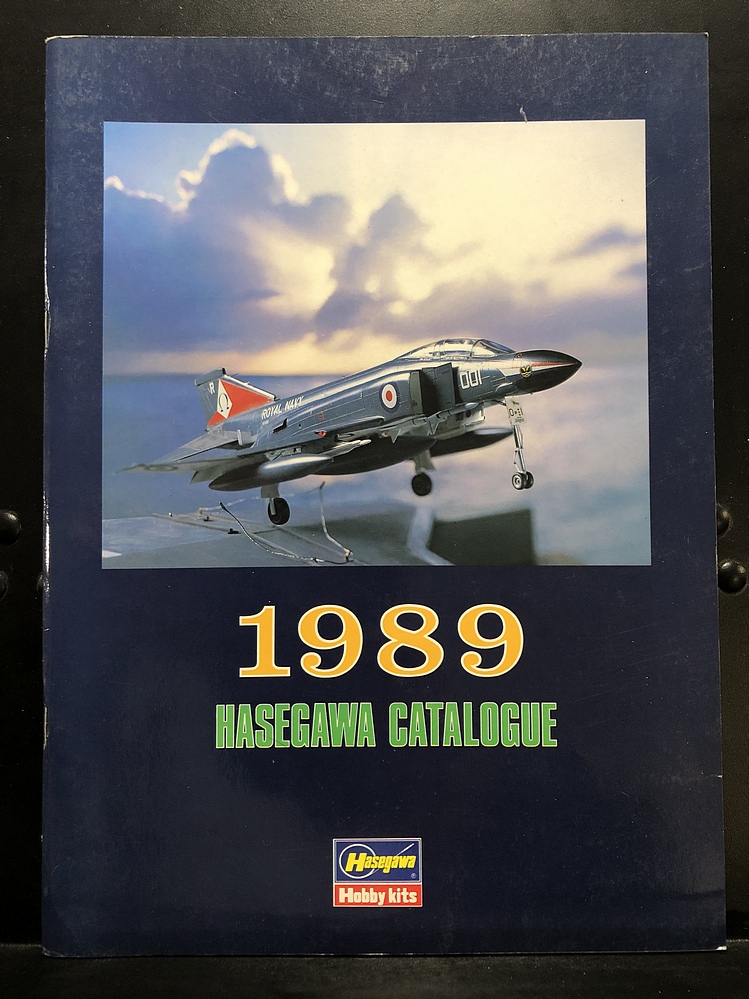 R
ROYAL NAVY
001
1989
HASEGAWA CATALOGUE
Hasegawa
®
Hobby kits